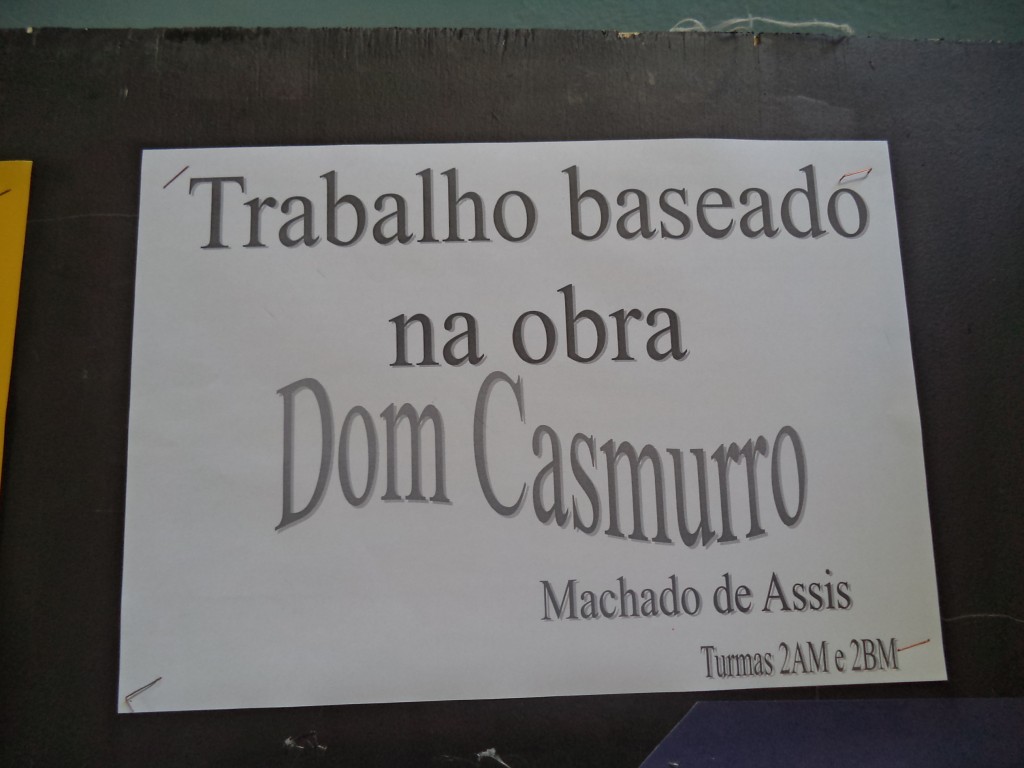 Trabalho baseado
na obra
Dom Casmurro
Machado de Assis
Turmas 2AM e 2BM